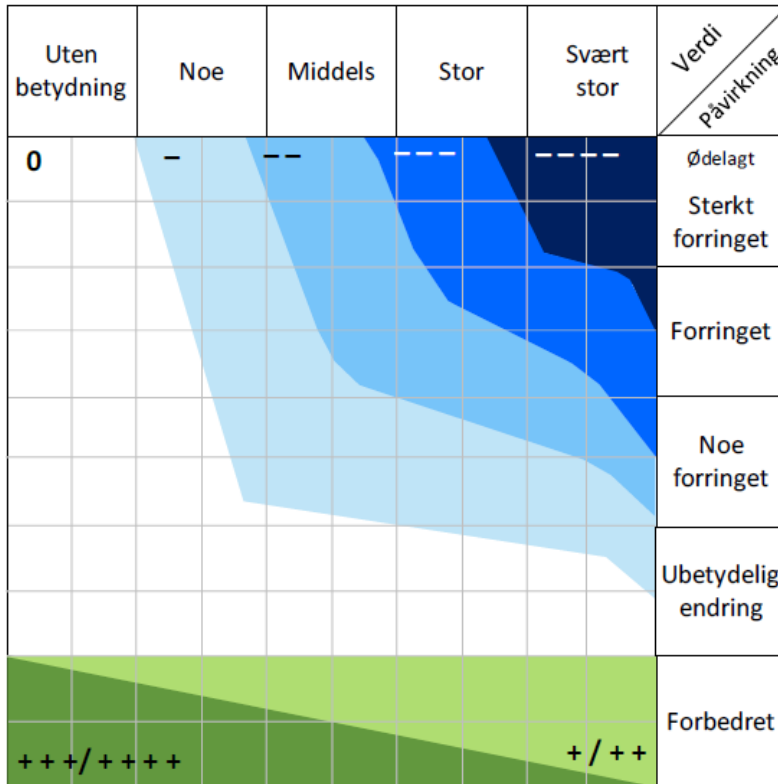 Uten
betydning
Noe
Middels
Stor
Svært
stor
Verdi
Påvirkning
0
–
– –
– – –
– – – –
Ødelagt
Sterkt
forringet
Forringet
Noe
forringet
Ubetydelig
endring
Forbedret
+ / + +
+ + + / + + + +